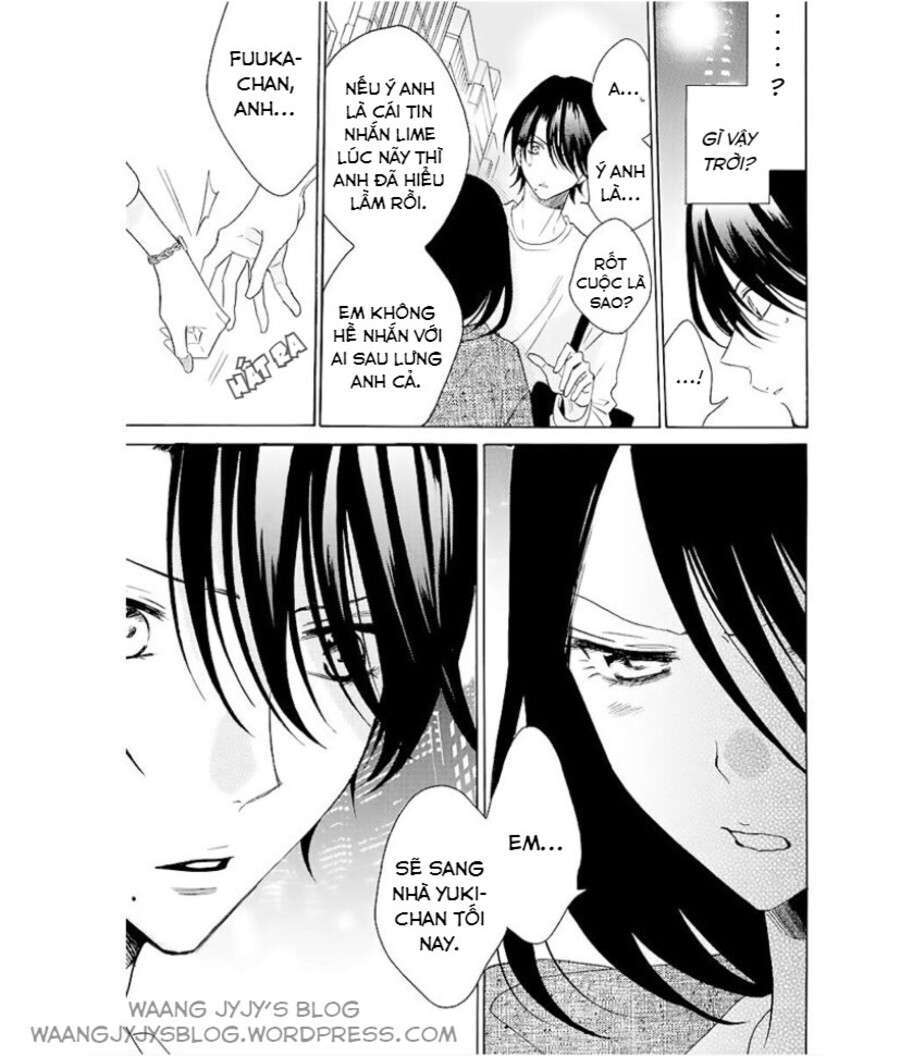 . . . . . ?
GÌ VẬY
TRỜI?
...!
A...
Ý ANH
LÀ...
RỐT
CUỘC LÀ
SAO?
NẾU Ý ANH
LÀ CÁI TIN
NHẮN LIME
LÚC NÃY THÌ
ANH ĐÃ HIỂU
LẦM RỒI.
EM KHÔNG
HỀ NHẮN VỚI
AI SAU LƯNG
ANH CẢ.
FUUKA-
CHAN,
ANH...
HẤT RA
EM...
SẼ SANG
NHÀ YUKI-
CHAN TỐI
NAY.
WAANG JYJY'S BLOG
WAANGJYJYSBLOG.WORDPRESS.COM